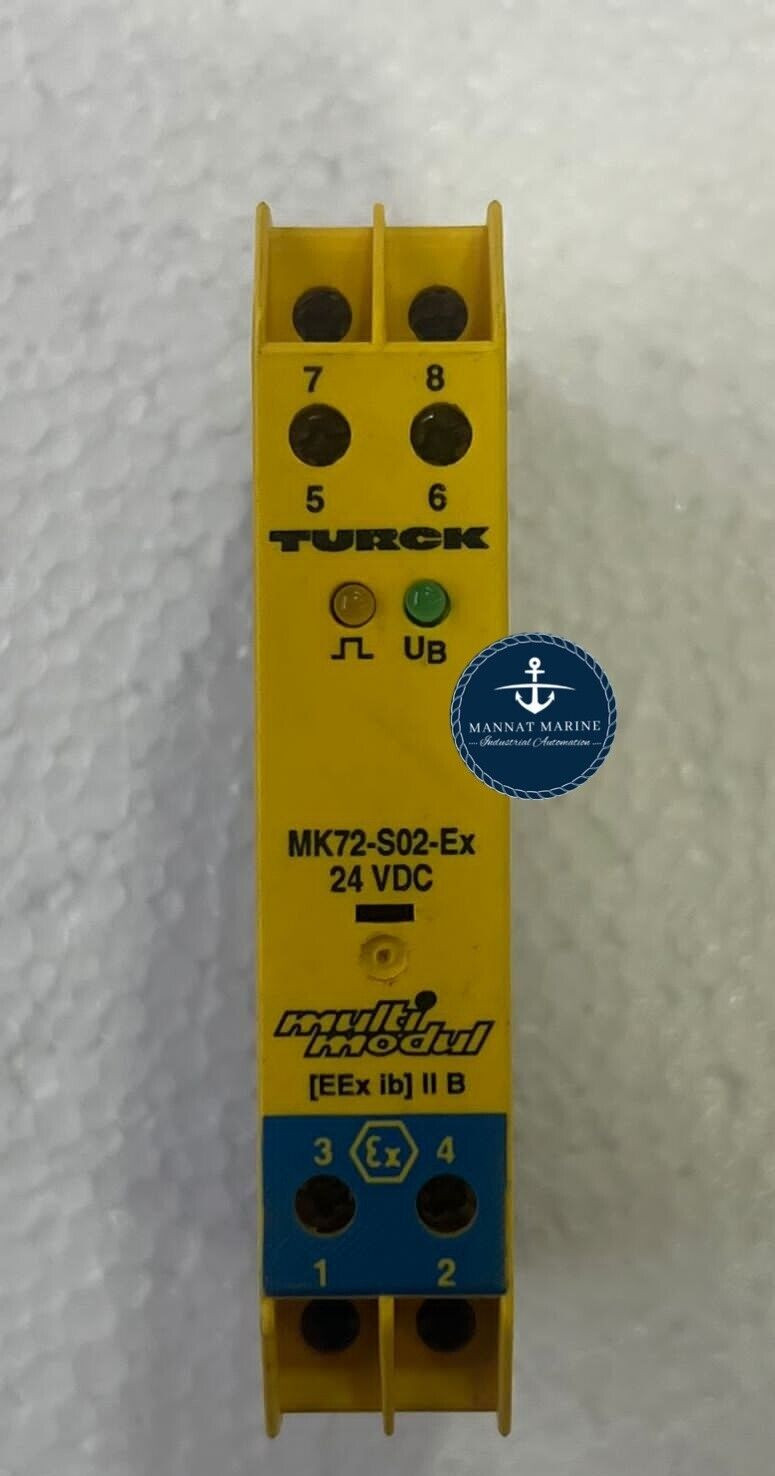 7 8
5 6
TURCK
UB
MANNAT MARINE
Industrial Automation
MK72-S02-Ex
24 VDC
multi
modul
[EEx ib] II B
3 Ex 4
1 2